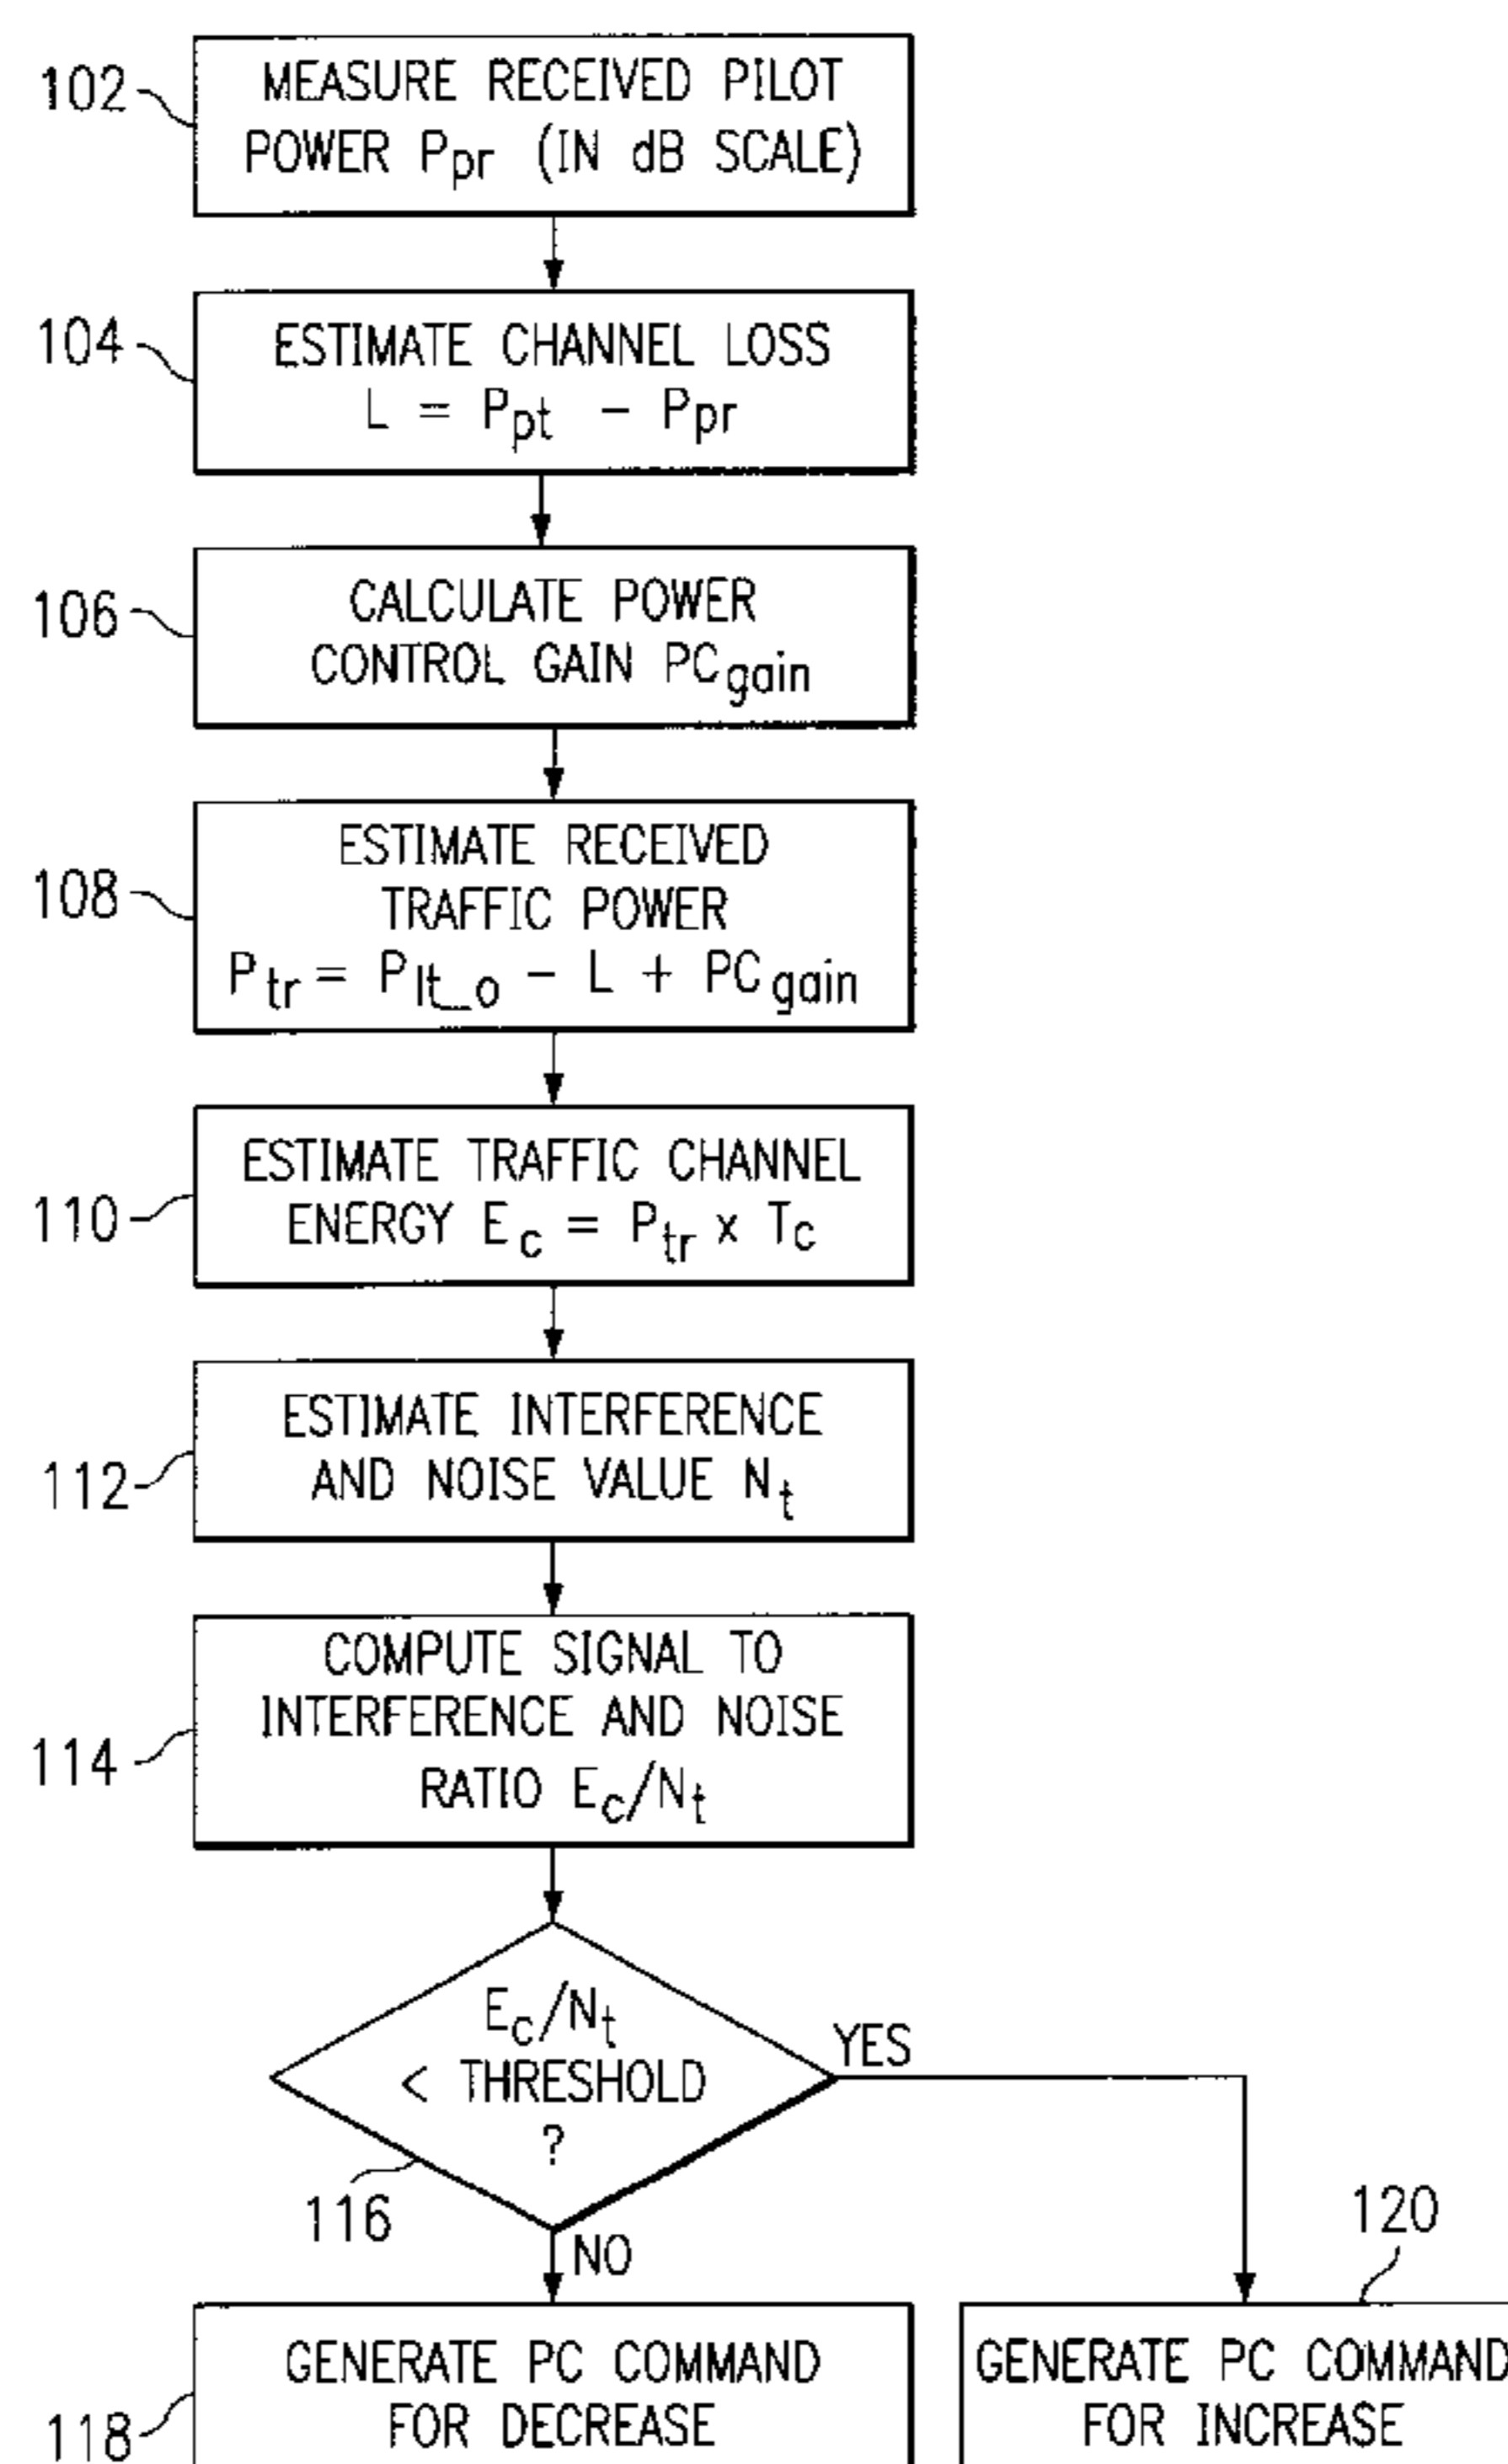 102
MEASURE RECEIVED PILOT
POWER Ppr (IN dB SCALE)
104
ESTIMATE CHANNEL LOSS
L = Ppt - Ppr
106
CALCULATE POWER
CONTROL GAIN PCgain
108
ESTIMATE RECEIVED
TRAFFIC POWER
Ptr = Plt_o - L + PCgain
110
ESTIMATE TRAFFIC CHANNEL
ENERGY Ec = Ptr x Tc
112
ESTIMATE INTERFERENCE
AND NOISE VALUE Nt
114
COMPUTE SIGNAL TO
INTERFERENCE AND NOISE
RATIO Ec/Nt
Ec/Nt
< THRESHOLD
?
YES
116
NO
120
118
GENERATE PC COMMAND
FOR DECREASE
GENERATE PC COMMAND
FOR INCREASE